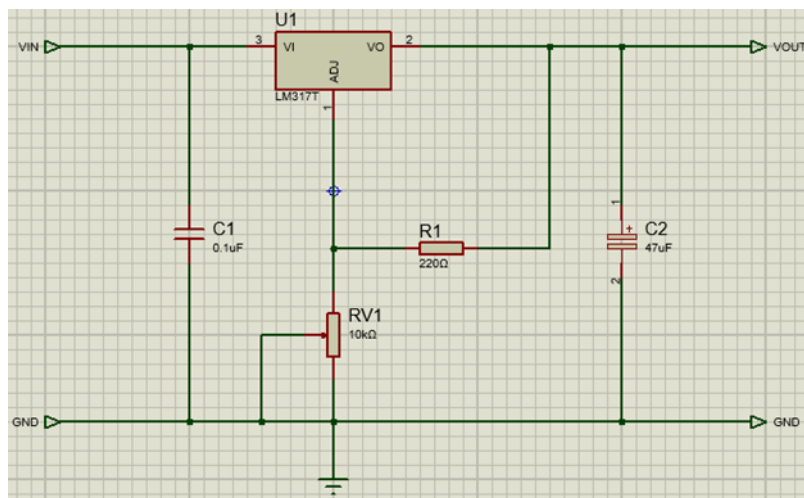 U1
VIN
3
VI
VO
2
VOUT
ADJ
LM317T
1
C1
0.1uF
R1
220Ω
1
+
C2
47uF
2
RV1
10kΩ
GND
GND